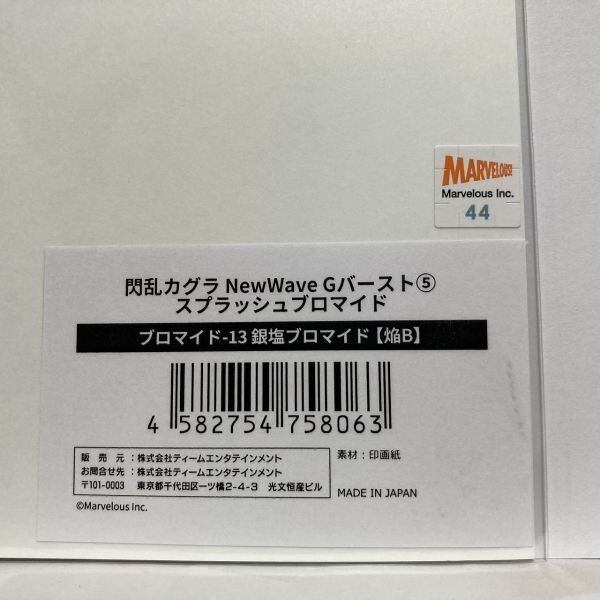 MARVELOUS!
Marvelous Inc.
44
閃乱カグラ NewWave Gバースト⑤
スプラッシュブロマイド
ブロマイド-13 銀塩ブロマイド【焔B】
4 582754 758063
販 売 元 : 株式会社ティームエンタテインメント
お問合せ先 : 株式会社ティームエンタテインメント
〒101-0003 東京都千代田区一ツ橋2-4-3 光文恒産ビル
素材：印画紙
MADE IN JAPAN
©Marvelous Inc.